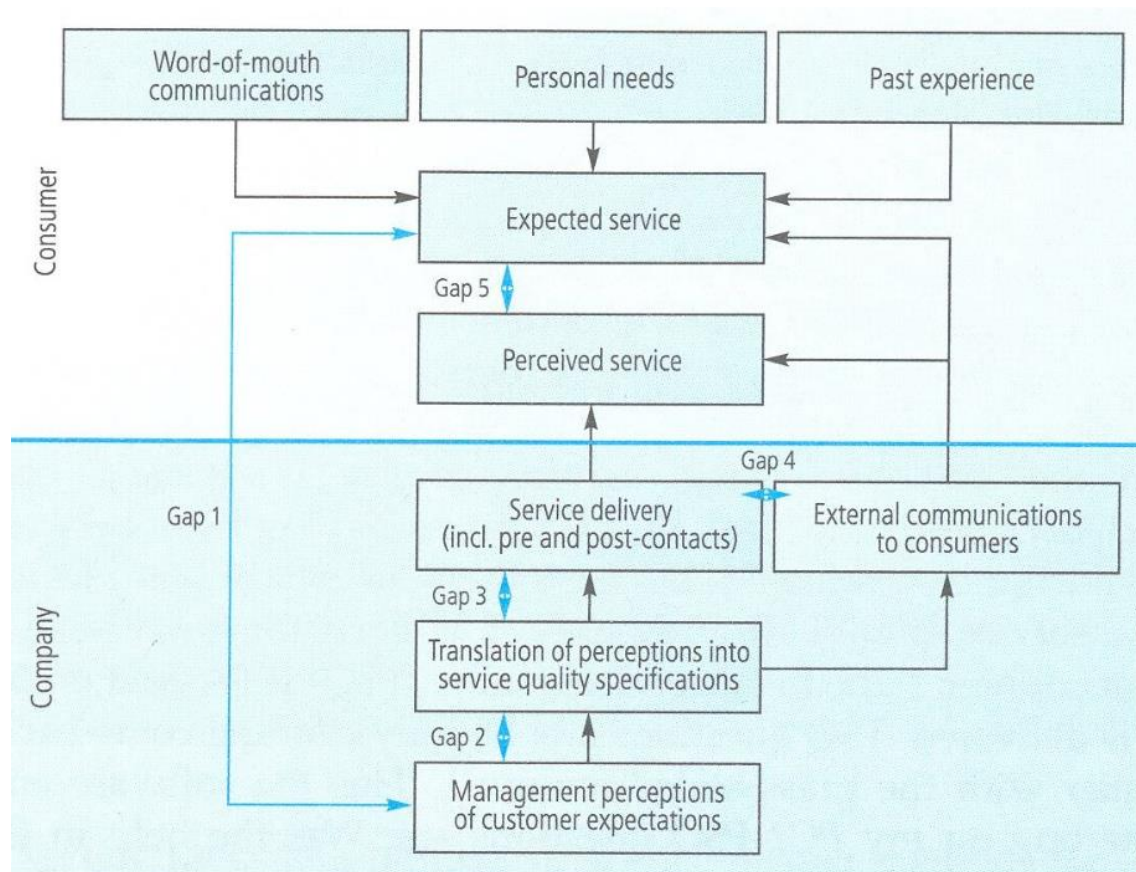 Word-of-mouth
communications
Personal needs
Past experience
Consumer
Expected service
Gap 5
Perceived service
Gap 4
Gap 1
Service delivery
(incl. pre and post-contacts)
External communications
to consumers
Gap 3
Company
Translation of perceptions into
service quality specifications
Gap 2
Management perceptions
of customer expectations